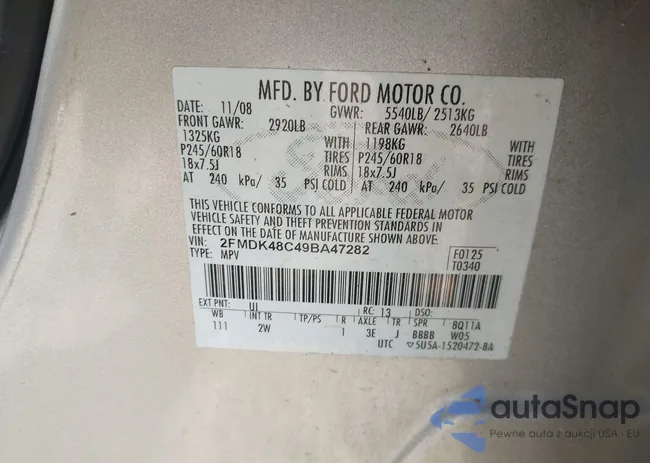 MFD. BY FORD MOTOR CO.
DATE: 11/08 GVWR: 5540LB/ 2513KG
FRONT GAWR: 2920LB REAR GAWR: 2640LB
1325KG WITH 1198KG WITH
P245/60R18 TIRES P245/60R18 TIRES
18x7.5J RIMS 18x7.5J RIMS
AT 240 kPa/ 35 PSI COLD AT 240 kPa/ 35 PSI COLD
THIS VEHICLE CONFORMS TO ALL APPLICABLE FEDERAL MOTOR
VEHICLE SAFETY AND THEFT PREVENTION STANDARDS IN
EFFECT ON THE DATE OF MANUFACTURE SHOWN ABOVE.
VIN: 2FMDK48C49BA47282 F0125
TYPE: MPV T0340
EXT PNT: UI RC: 13 DSO:
WB INT TR TP/PS R AXLE TR SPR 8Q11A
111 2W 1 3E J BBBB W05
UTC ▽5U5A-1520472-BA
autaSnap
Pewne auta z aukcji USA i EU